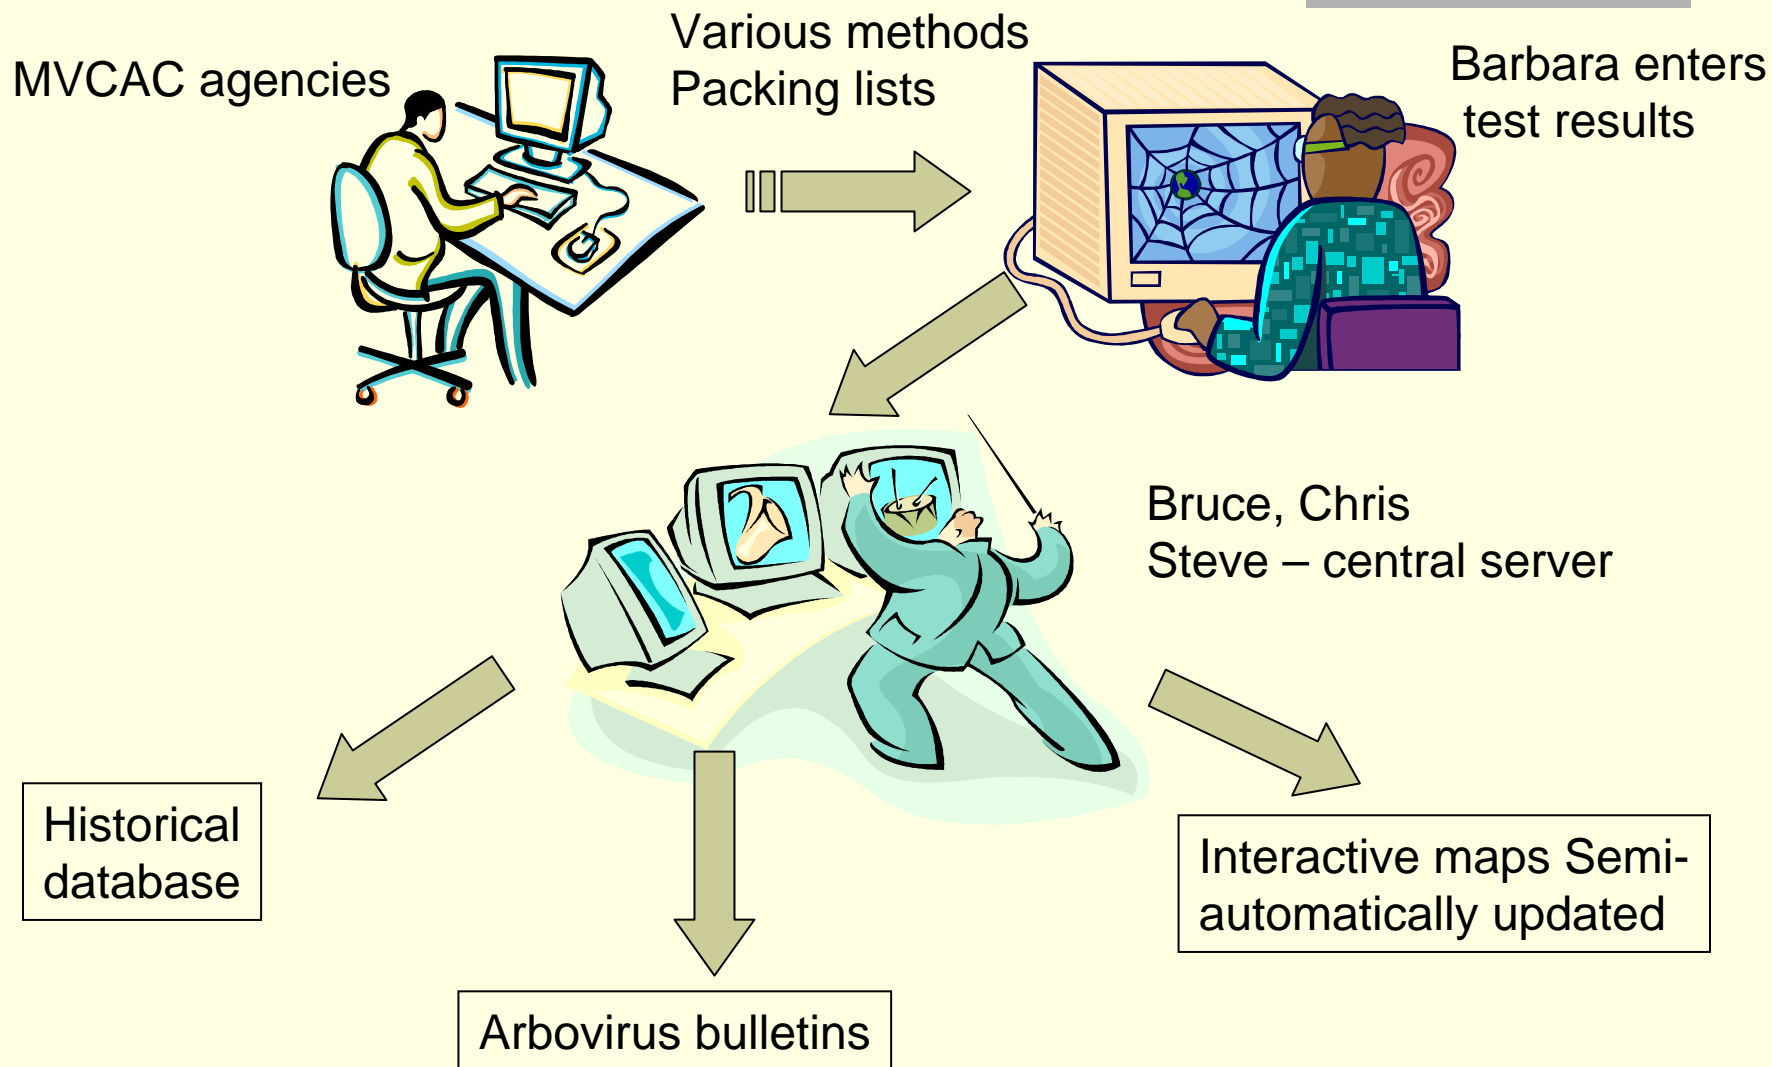 MVCAC agencies
Various methods
Packing lists
Barbara enters
test results
Bruce, Chris
Steve – central server
Historical
database
Interactive maps Semi-
automatically updated
Arbovirus bulletins